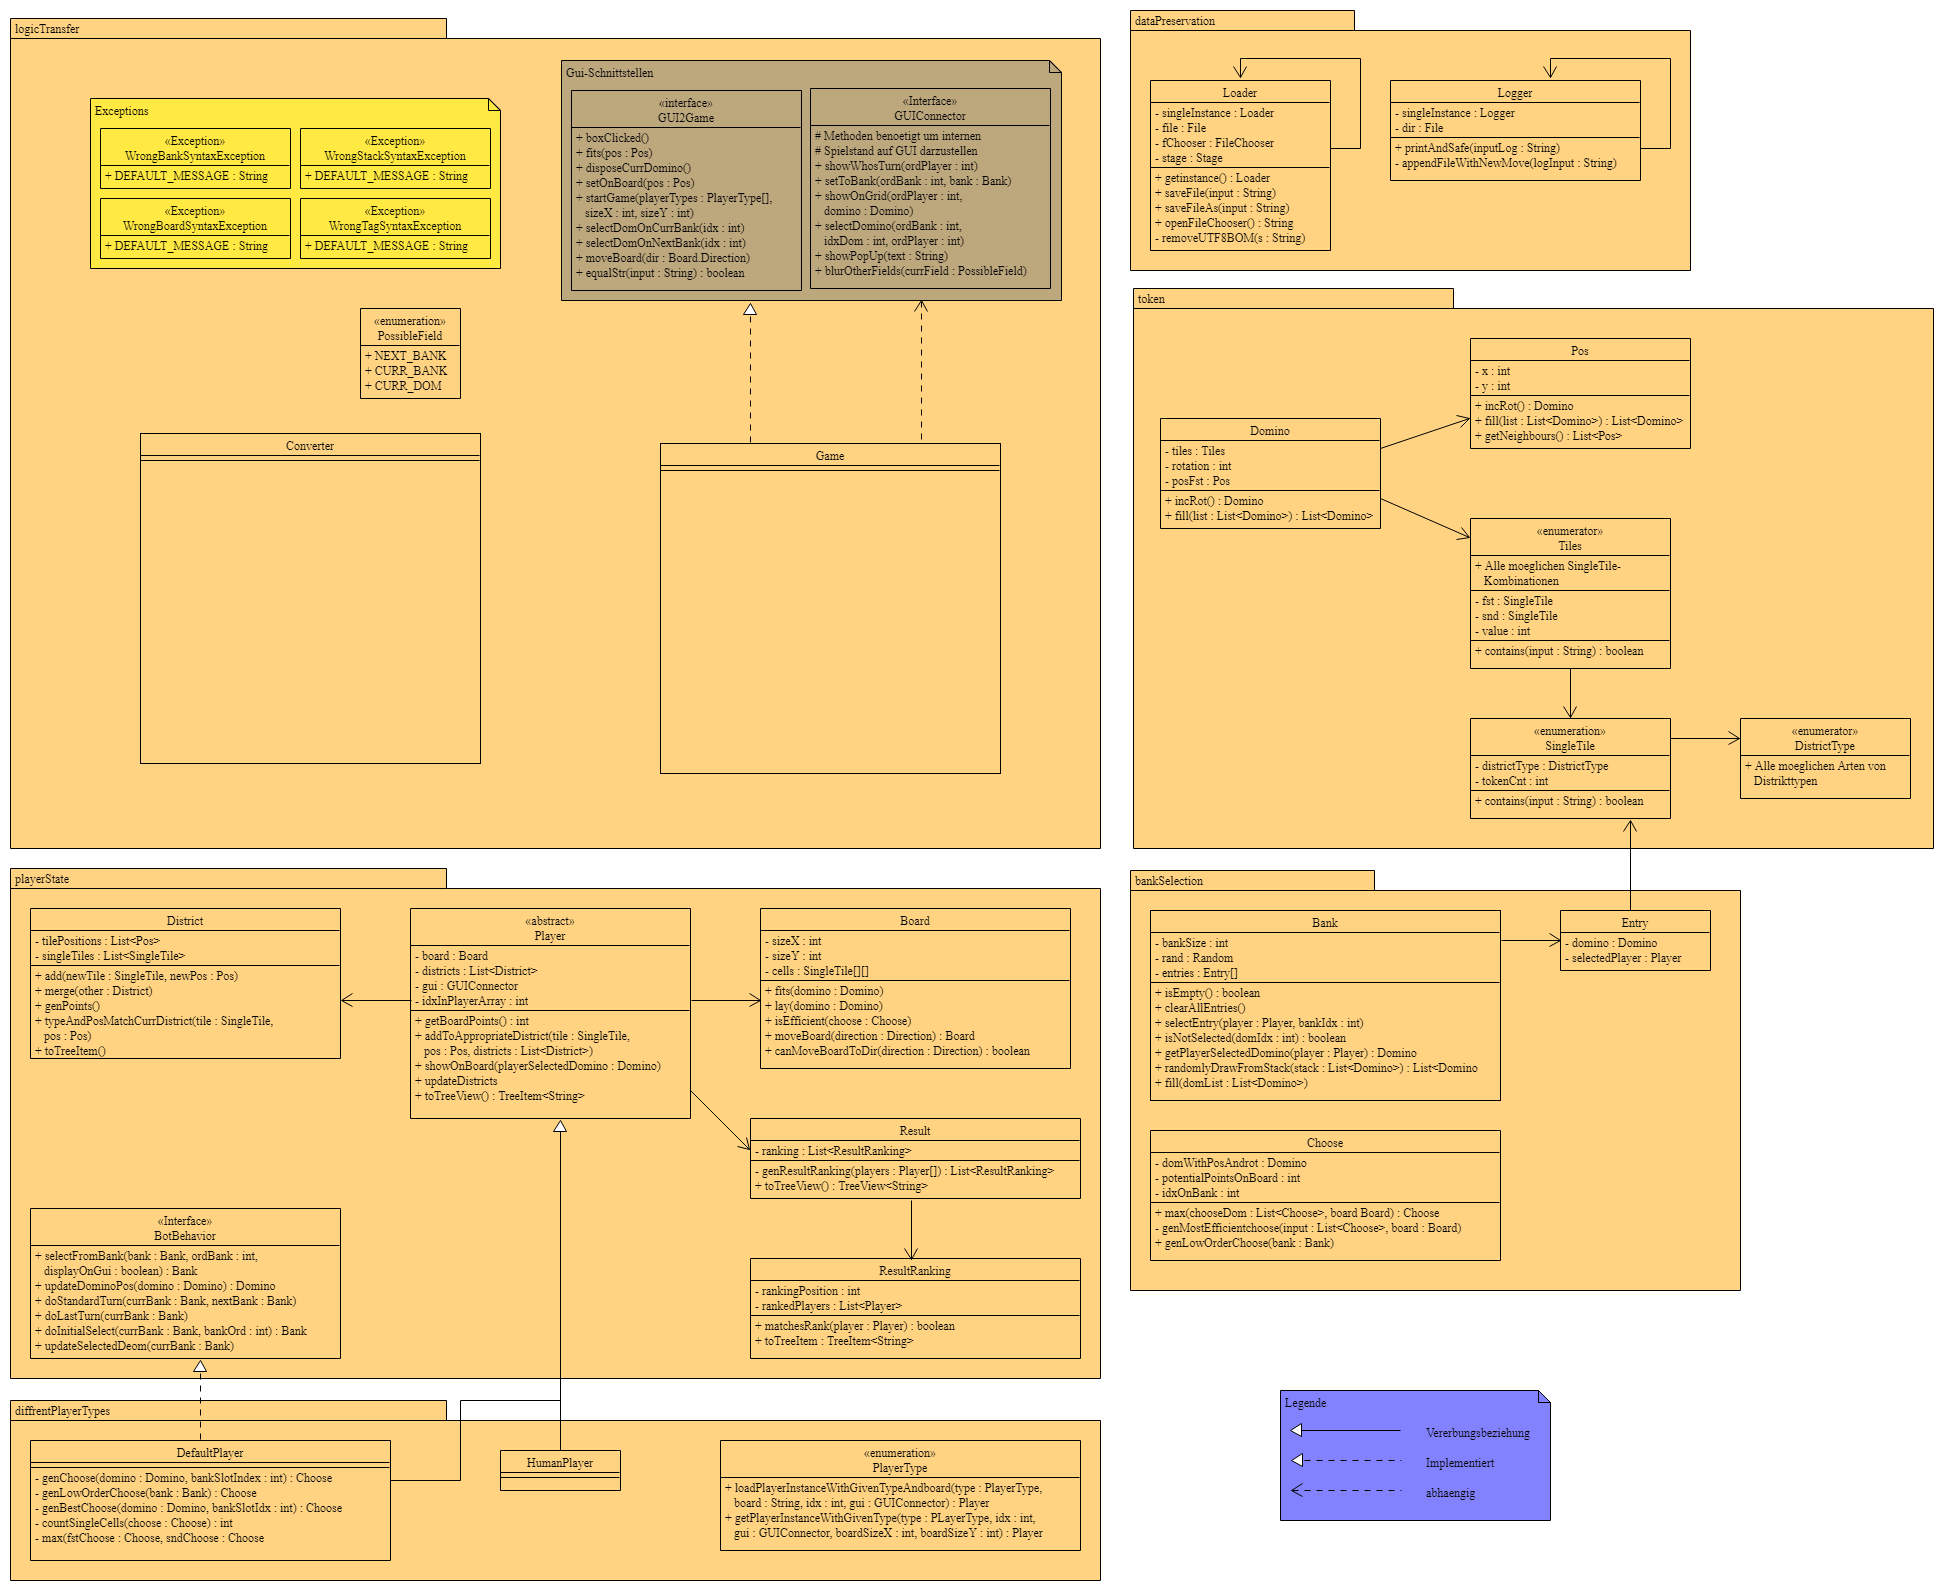 logicTransfer
Exceptions
«Exception»
WrongBankSyntaxException
+ DEFAULT_MESSAGE : String
«Exception»
WrongStackSyntaxException
+ DEFAULT_MESSAGE : String
«Exception»
WrongBoardSyntaxException
+ DEFAULT_MESSAGE : String
«Exception»
WrongTagSyntaxException
+ DEFAULT_MESSAGE : String
Gui-Schnittstellen
«interface»
GUI2Game
+ boxClicked()
+ fits(pos : Pos)
+ disposeCurrDomino()
+ setOnBoard(pos : Pos)
+ startGame(playerTypes : PlayerType[],
sizeX : int, sizeY : int)
+ selectDomOnCurrBank(idx : int)
+ selectDomOnNextBank(idx : int)
+ moveBoard(dir : Board.Direction)
+ equalStr(input : String) : boolean
«Interface»
GUIConnector
# Methoden benoetigt um internen
# Spielstand auf GUI darzustellen
+ showWhosTurn(ordPlayer : int)
+ setToBank(ordBank : int, bank : Bank)
+ showOnGrid(ordPlayer : int,
domino : Domino)
+ selectDomino(ordBank : int,
idxDom : int, ordPlayer : int)
+ showPopUp(text : String)
+ blurOtherFields(currField : PossibleField)
«enumeration»
PossibleField
+ NEXT_BANK
+ CURR_BANK
+ CURR_DOM
Converter
Game
dataPreservation
Loader
- singleInstance : Loader
- file : File
- fChooser : FileChooser
- stage : Stage
+ getinstance() : Loader
+ saveFile(input : String)
+ saveFileAs(input : String)
+ openFileChooser() : String
- removeUTF8BOM(s : String)
Logger
- singleInstance : Logger
- dir : File
+ printAndSafe(inputLog : String)
- appendFileWithNewMove(logInput : String)
token
Domino
- tiles : Tiles
- rotation : int
- posFst : Pos
+ incRot() : Domino
+ fill(list : List<Domino>) : List<Domino>
Pos
- x : int
- y : int
+ incRot() : Domino
+ fill(list : List<Domino>) : List<Domino>
+ getNeighbours() : List<Pos>
«enumerator»
Tiles
+ Alle moeglichen SingleTile-
Kombinationen
- fst : SingleTile
- snd : SingleTile
- value : int
+ contains(input : String) : boolean
«enumeration»
SingleTile
- districtType : DistrictType
- tokenCnt : int
+ contains(input : String) : boolean
«enumerator»
DistrictType
+ Alle moeglichen Arten von
Distrikttypen
playerState
District
- tilePositions : List<Pos>
- singleTiles : List<SingleTile>
+ add(newTile : SingleTile, newPos : Pos)
+ merge(other : District)
+ genPoints()
+ typeAndPosMatchCurrDistrict(tile : SingleTile,
pos : Pos)
+ toTreeItem()
«abstract»
Player
- board : Board
- districts : List<District>
- gui : GUIConnector
- idxInPlayerArray : int
+ getBoardPoints() : int
+ addToAppropriateDistrict(tile : SingleTile,
pos : Pos, districts : List<District>)
+ showOnBoard(playerSelectedDomino : Domino)
+ updateDistricts
+ toTreeView() : TreeItem<String>
Board
- sizeX : int
- sizeY : int
- cells : SingleTile[][]
+ fits(domino : Domino)
+ lay(domino : Domino)
+ isEfficient(choose : Choose)
+ moveBoard(direction : Direction) : Board
+ canMoveBoardToDir(direction : Direction) : boolean
Result
- ranking : List<ResultRanking>
- genResultRanking(players : Player[]) : List<ResultRanking>
+ toTreeView() : TreeView<String>
ResultRanking
- rankingPosition : int
- rankedPlayers : List<Player>
+ matchesRank(player : Player) : boolean
+ toTreeItem : TreeItem<String>
«Interface»
BotBehavior
+ selectFromBank(bank : Bank, ordBank : int,
displayOnGui : boolean) : Bank
+ updateDominoPos(domino : Domino) : Domino
+ doStandardTurn(currBank : Bank, nextBank : Bank)
+ doLastTurn(currBank : Bank)
+ doInitialSelect(currBank : Bank, bankOrd : int) : Bank
+ updateSelectedDeom(currBank : Bank)
bankSelection
Bank
- bankSize : int
- rand : Random
- entries : Entry[]
+ isEmpty() : boolean
+ clearAllEntries()
+ selectEntry(player : Player, bankIdx : int)
+ isNotSelected(domIdx : int) : boolean
+ getPlayerSelectedDomino(player : Player) : Domino
+ randomlyDrawFromStack(stack : List<Domino>) : List<Domino
+ fill(domList : List<Domino>)
Entry
- domino : Domino
- selectedPlayer : Player
Choose
- domWithPosAndrot : Domino
- potentialPointsOnBoard : int
- idxOnBank : int
+ max(chooseDom : List<Choose>, board Board) : Choose
- genMostEfficientchoose(input : List<Choose>, board : Board)
+ genLowOrderChoose(bank : Bank)
diffrentPlayerTypes
DefaultPlayer
- genChoose(domino : Domino, bankSlotIndex : int) : Choose
- genLowOrderChoose(bank : Bank) : Choose
- genBestChoose(domino : Domino, bankSlotIdx : int) : Choose
- countSingleCells(choose : Choose) : int
- max(fstChoose : Choose, sndChoose : Choose
HumanPlayer
«enumeration»
PlayerType
+ loadPlayerInstanceWithGivenTypeAndboard(type : PlayerType,
board : String, idx : int, gui : GUIConnector) : Player
+ getPlayerInstanceWithGivenType(type : PLayerType, idx : int,
gui : GUIConnector, boardSizeX : int, boardSizeY : int) : Player
Legende
Vererbungsbeziehung
Implementiert
abhaengig